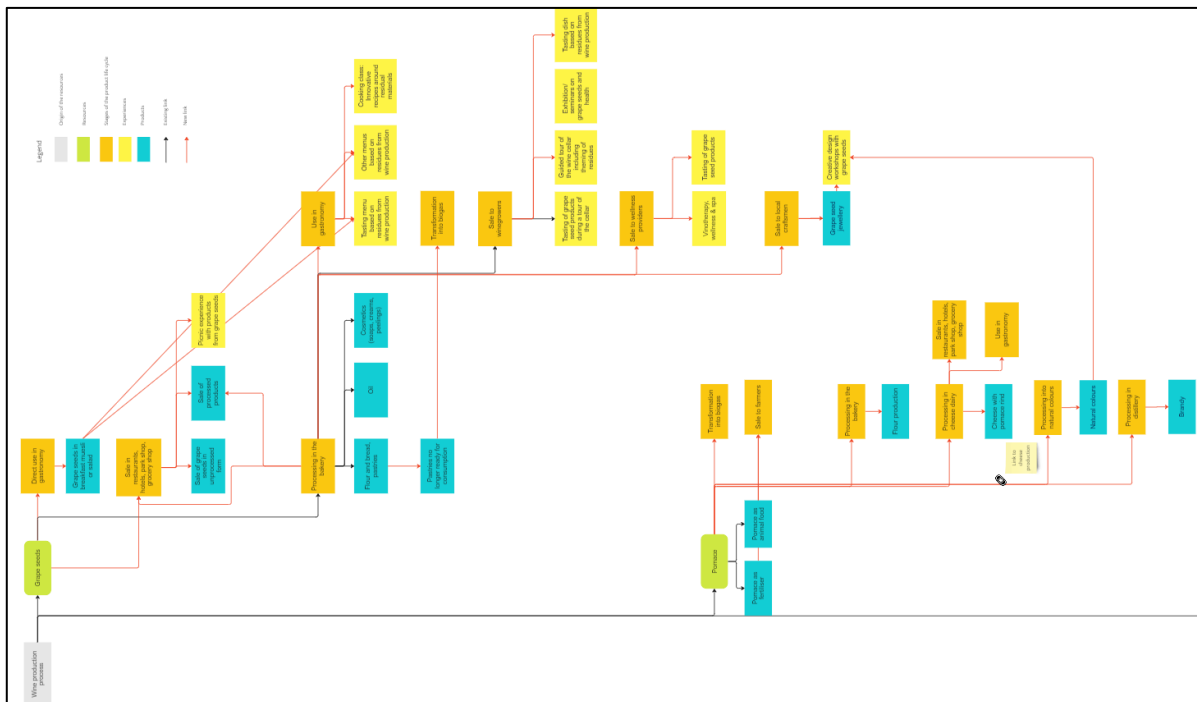 Legend
Origin of the resources
Resources
Stages of the product life cycle
Experiences
Products
Existing link
New link
Wine production
process
Grape seeds
Direct use in
gastronomy
Grape seeds in
breakfast muesli
or salad
Sale in
restaurants,
hotels, park shop,
grocery shop
Sale of grape
seeds in
unprocessed
form
Sale of
processed
products
Picnic experience
with products
from grape seeds
Processing in the
bakery
Flour and bread,
pastries
Oil
Cosmetics
(soaps, creams,
peelings)
Pastries no
longer ready for
consumption
Use in
gastronomy
Tasting menu
based on
residues from
wine production
Other menus
based on
residues from
wine production
Cooking class:
Innovative
recipes around
residual
materials
Transformation
into biogas
Sale to
winegrowers
Tasting of grape
seed products
during a tour of
the cellar
Guided tour of
the wine cellar
including
theming of
residues
Exhibition/
seminars on
grape seeds and
health
Tasting dish
based on
residues from
wine production
Sale to wellness
providers
Vinotherapy,
wellness & spa
Tasting of grape
seed products
Sale to local
craftsmen
Grape seed
jewellery
Creative design
workshops with
grape seeds
Pomace
Pomace as
fertiliser
Pomace as
animal food
Transformation
into biogas
Sale to farmers
Processing in the
bakery
Flour production
Processing in
cheese dairy
Cheese with
pomace rind
Sale in
restaurants, hotels,
park shop, grocery
shop
Use in
gastronomy
Link to
cheese
production
Processing into
natural colours
Natural colours
Processing in
distillery
Brandy